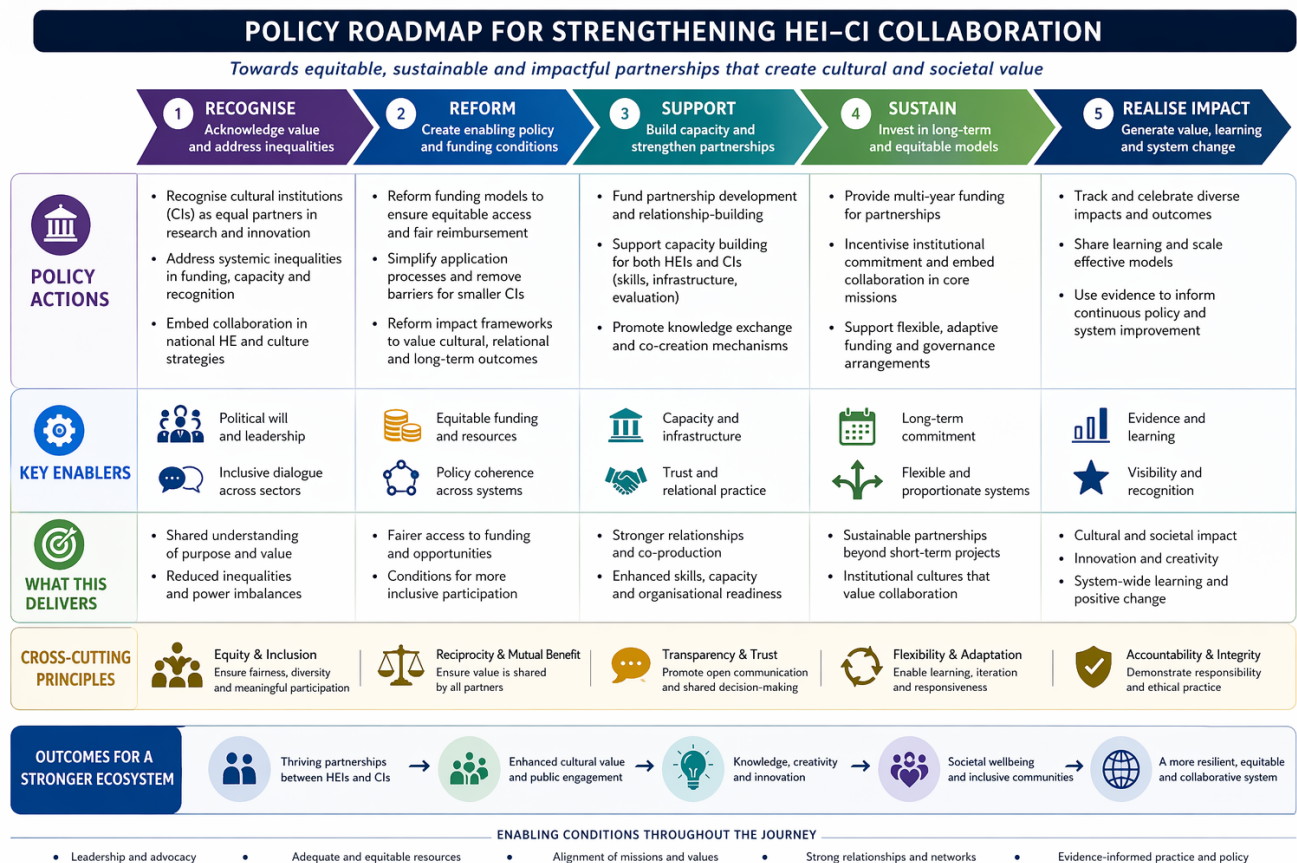 POLICY ROADMAP FOR STRENGTHENING HEI–CI COLLABORATION
Towards equitable, sustainable and impactful partnerships that create cultural and societal value
1 RECOGNISE
Acknowledge value
and address inequalities
2 REFORM
Create enabling policy
and funding conditions
3 SUPPORT
Build capacity and
strengthen partnerships
4 SUSTAIN
Invest in long-term
and equitable models
5 REALISE IMPACT
Generate value, learning
and system change
POLICY
ACTIONS
• Recognise cultural institutions
(CIs) as equal partners in
research and innovation
• Address systemic inequalities
in funding, capacity and
recognition
• Embed collaboration in
national HE and culture
strategies
• Reform funding models to
ensure equitable access
and fair reimbursement
• Simplify application
processes and remove
barriers for smaller CIs
• Reform impact frameworks
to value cultural, relational
and long-term outcomes
• Fund partnership development
and relationship-building
• Support capacity building
for both HEIs and CIs
(skills, infrastructure,
evaluation)
• Promote knowledge exchange
and co-creation mechanisms
• Provide multi-year funding
for partnerships
• Incentivise institutional
commitment and embed
collaboration in core
missions
• Support flexible, adaptive
funding and governance
arrangements
• Track and celebrate diverse
impacts and outcomes
• Share learning and scale
effective models
• Use evidence to inform
continuous policy and
system improvement
KEY ENABLERS
Political will
and leadership
Inclusive dialogue
across sectors
Equitable funding
and resources
Policy coherence
across systems
Capacity and
infrastructure
Trust and
relational practice
Long-term
commitment
Flexible and
proportionate systems
Evidence and
learning
Visibility and
recognition
WHAT THIS
DELIVERS
• Shared understanding
of purpose and value
• Reduced inequalities
and power imbalances
• Fairer access to funding
and opportunities
• Conditions for more
inclusive participation
• Stronger relationships
and co-production
• Enhanced skills, capacity
and organisational readiness
• Sustainable partnerships
beyond short-term projects
• Institutional cultures that
value collaboration
• Cultural and societal impact
• Innovation and creativity
• System-wide learning and
positive change
CROSS-CUTTING
PRINCIPLES
Equity & Inclusion
Ensure fairness, diversity
and meaningful participation
Reciprocity & Mutual Benefit
Ensure value is shared
by all partners
Transparency & Trust
Promote open communication
and shared decision-making
Flexibility & Adaptation
Enable learning, iteration
and responsiveness
Accountability & Integrity
Demonstrate responsibility
and ethical practice
OUTCOMES FOR A
STRONGER ECOSYSTEM
Thriving partnerships
between HEIs and CIs
Enhanced cultural value
and public engagement
Knowledge, creativity
and innovation
Societal wellbeing
and inclusive communities
A more resilient, equitable
and collaborative system
ENABLING CONDITIONS THROUGHOUT THE JOURNEY
• Leadership and advocacy • Adequate and equitable resources • Alignment of missions and values • Strong relationships and networks • Evidence-informed practice and policy